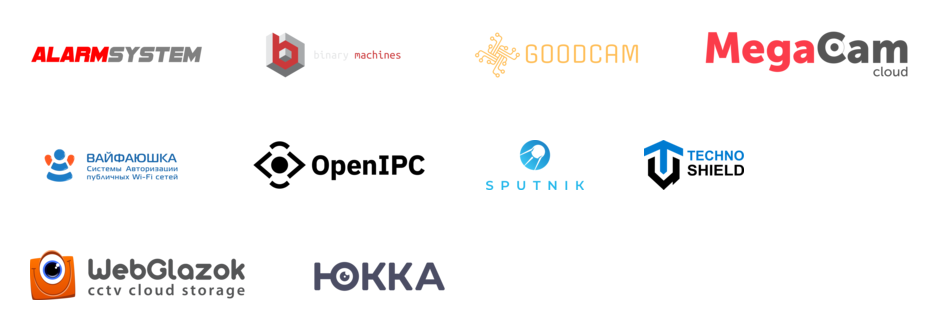 ALARMSYSTEM
binary machines
GOODCAM
MegaCam
cloud
ВАЙФАЮШКА
Системы Авторизации
публичных Wi-Fi сетей
OpenIPC
SPUTNIK
TECHNO
SHIELD
WebGlazok
cctv cloud storage
ЮККА